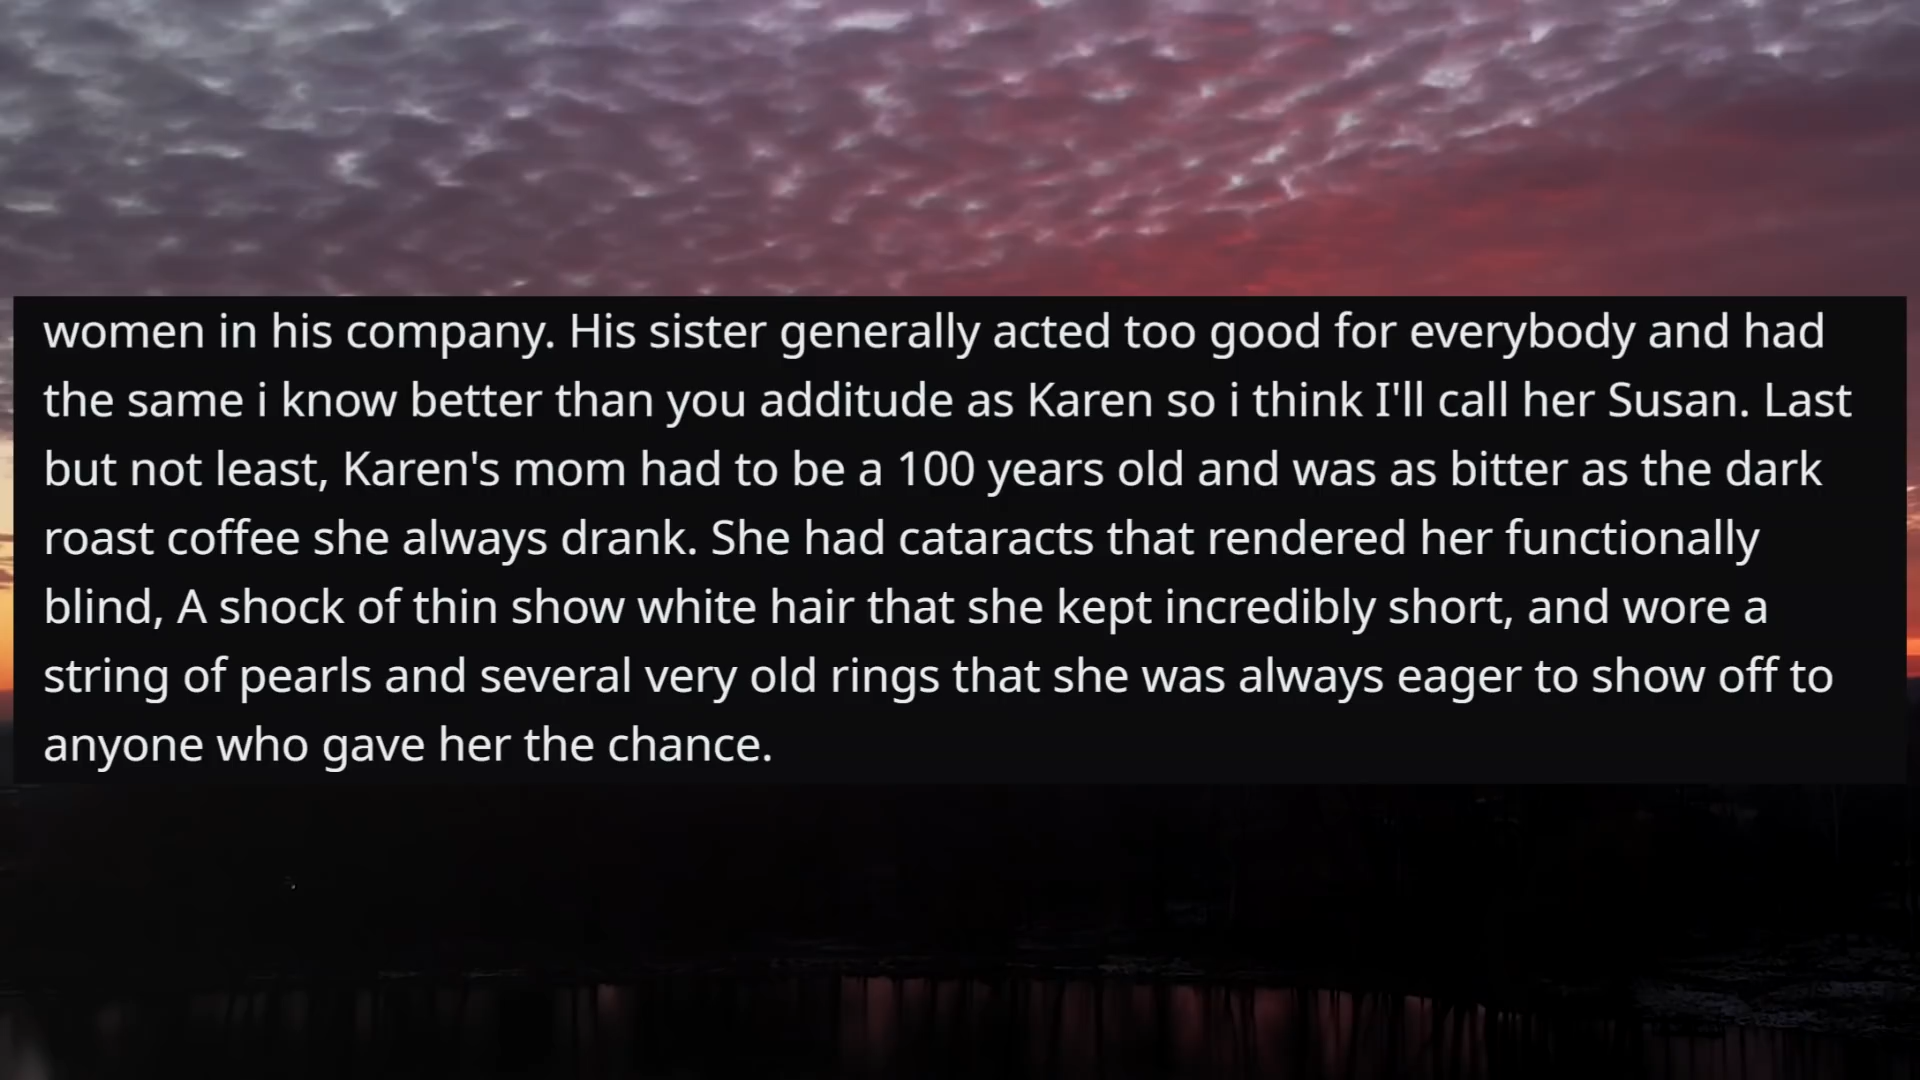 women in his company. His sister generally acted too good for everybody and had
the same i know better than you additude as Karen so i think I'll call her Susan. Last
but not least, Karen's mom had to be a 100 years old and was as bitter as the dark
roast coffee she always drank. She had cataracts that rendered her functionally
blind, A shock of thin show white hair that she kept incredibly short, and wore a
string of pearls and several very old rings that she was always eager to show off to
anyone who gave her the chance.